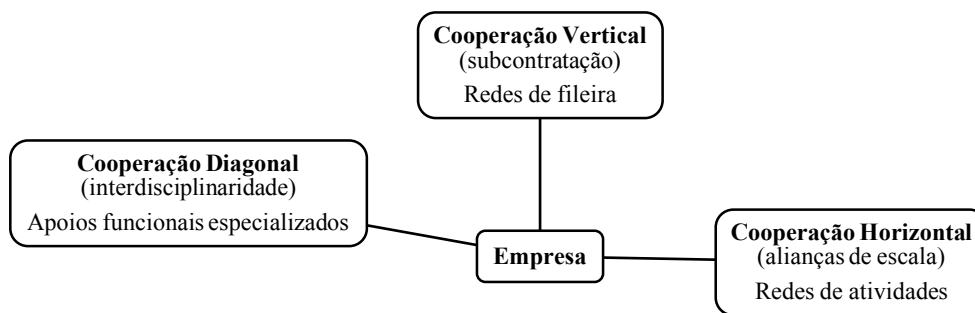 Cooperação Vertical
(subcontratação)
Redes de fileira
Cooperação Diagonal
(interdisciplinaridade)
Apoios funcionais especializados
Empresa
Cooperação Horizontal
(alianças de escala)
Redes de atividades